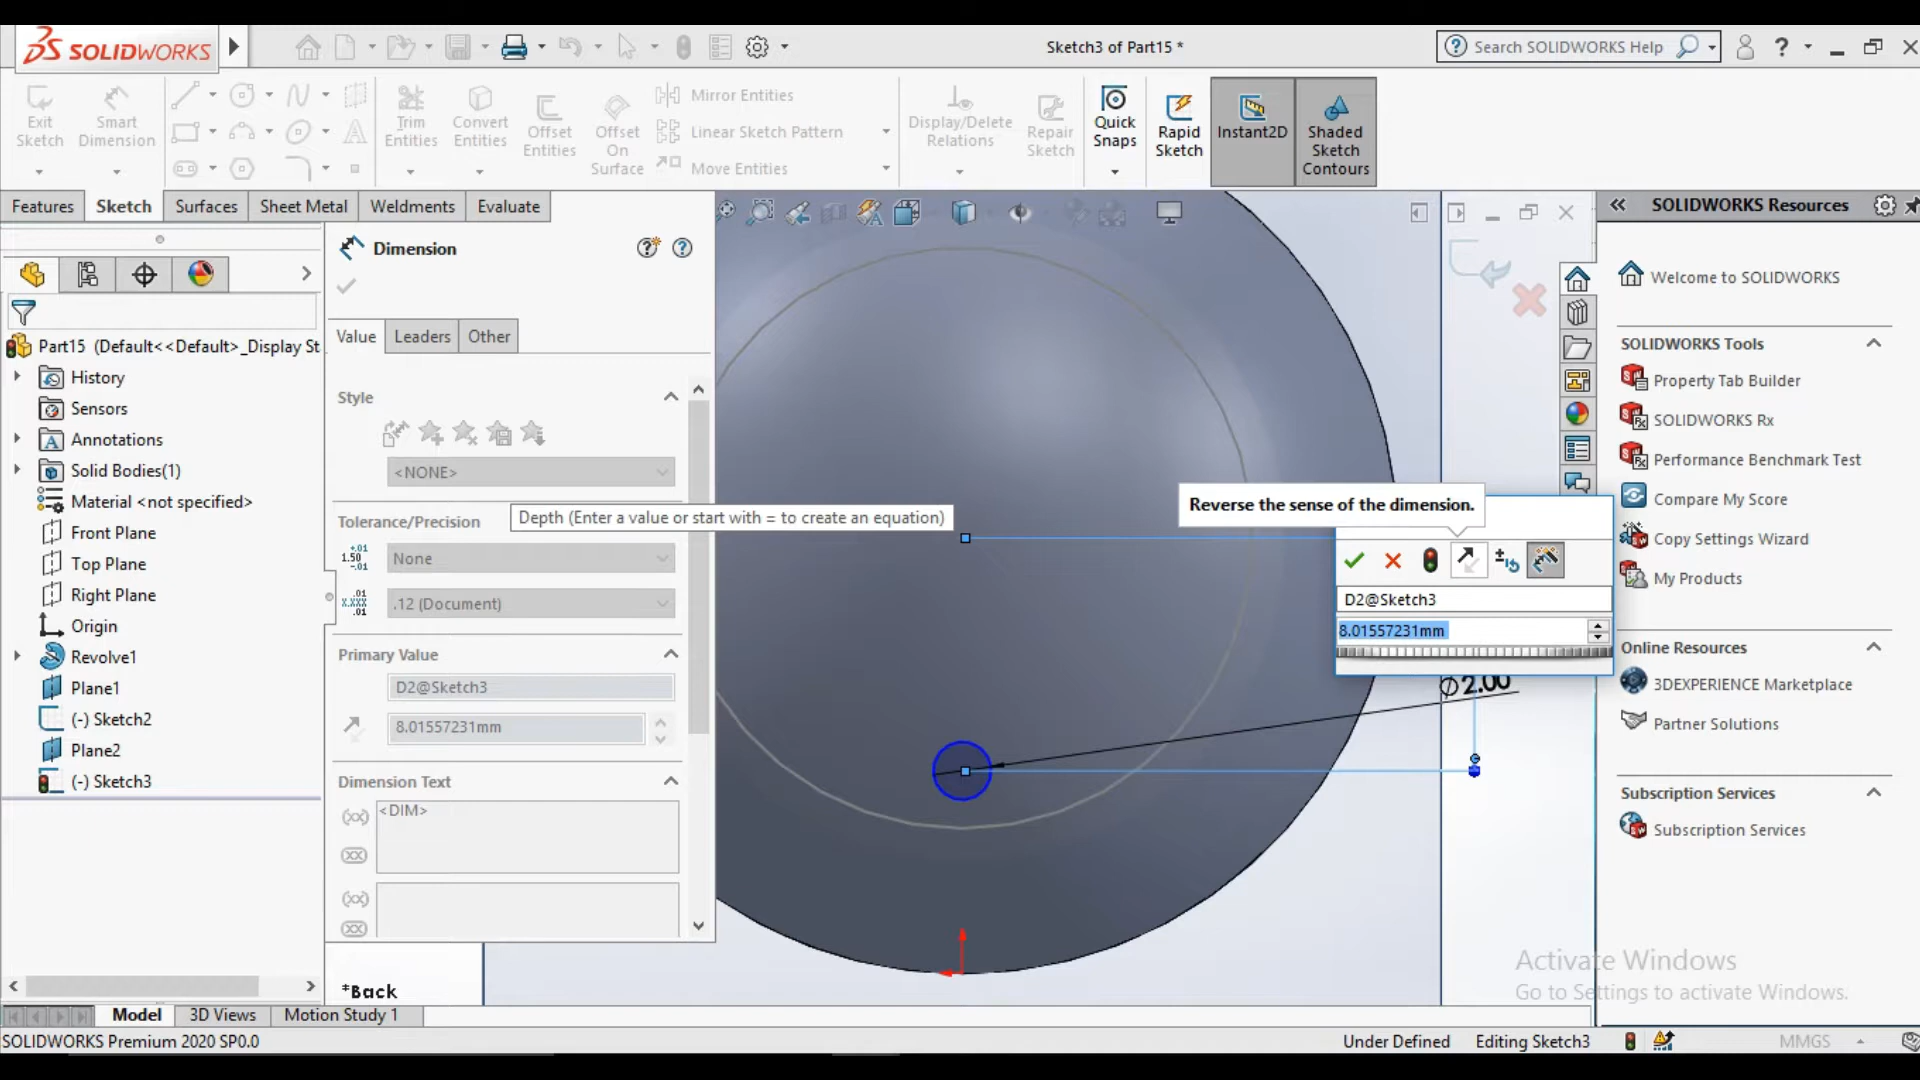 SOLIDWORKS
Sketch3 of Part15 *
Search SOLIDWORKS Help
Exit Sketch
Smart Dimension
Trim Entities
Convert Entities
Offset Entities
Offset On Surface
Mirror Entities
Linear Sketch Pattern
Move Entities
Display/Delete Relations
Repair Sketch
Quick Snaps
Rapid Sketch
Instant2D
Shaded Sketch Contours
Features
Sketch
Surfaces
Sheet Metal
Weldments
Evaluate
SOLIDWORKS Resources
Part15 (Default<<Default>_Display St
History
Sensors
Annotations
Solid Bodies(1)
Material <not specified>
Front Plane
Top Plane
Right Plane
Origin
Revolve1
Plane1
(-) Sketch2
Plane2
(-) Sketch3
Dimension
Value
Leaders
Other
Style
<NONE>
Tolerance/Precision
Depth (Enter a value or start with = to create an equation)
None
.12 (Document)
Primary Value
D2@Sketch3
8.01557231mm
Dimension Text
<DIM>
*Back
Reverse the sense of the dimension.
D2@Sketch3
8.01557231mm
∅2.00
Welcome to SOLIDWORKS
SOLIDWORKS Tools
Property Tab Builder
SOLIDWORKS Rx
Performance Benchmark Test
Compare My Score
Copy Settings Wizard
My Products
Online Resources
3DEXPERIENCE Marketplace
Partner Solutions
Subscription Services
Subscription Services
Activate Windows
Go to Settings to activate Windows.
Model
3D Views
Motion Study 1
SOLIDWORKS Premium 2020 SP0.0
Under Defined
Editing Sketch3
MMGS